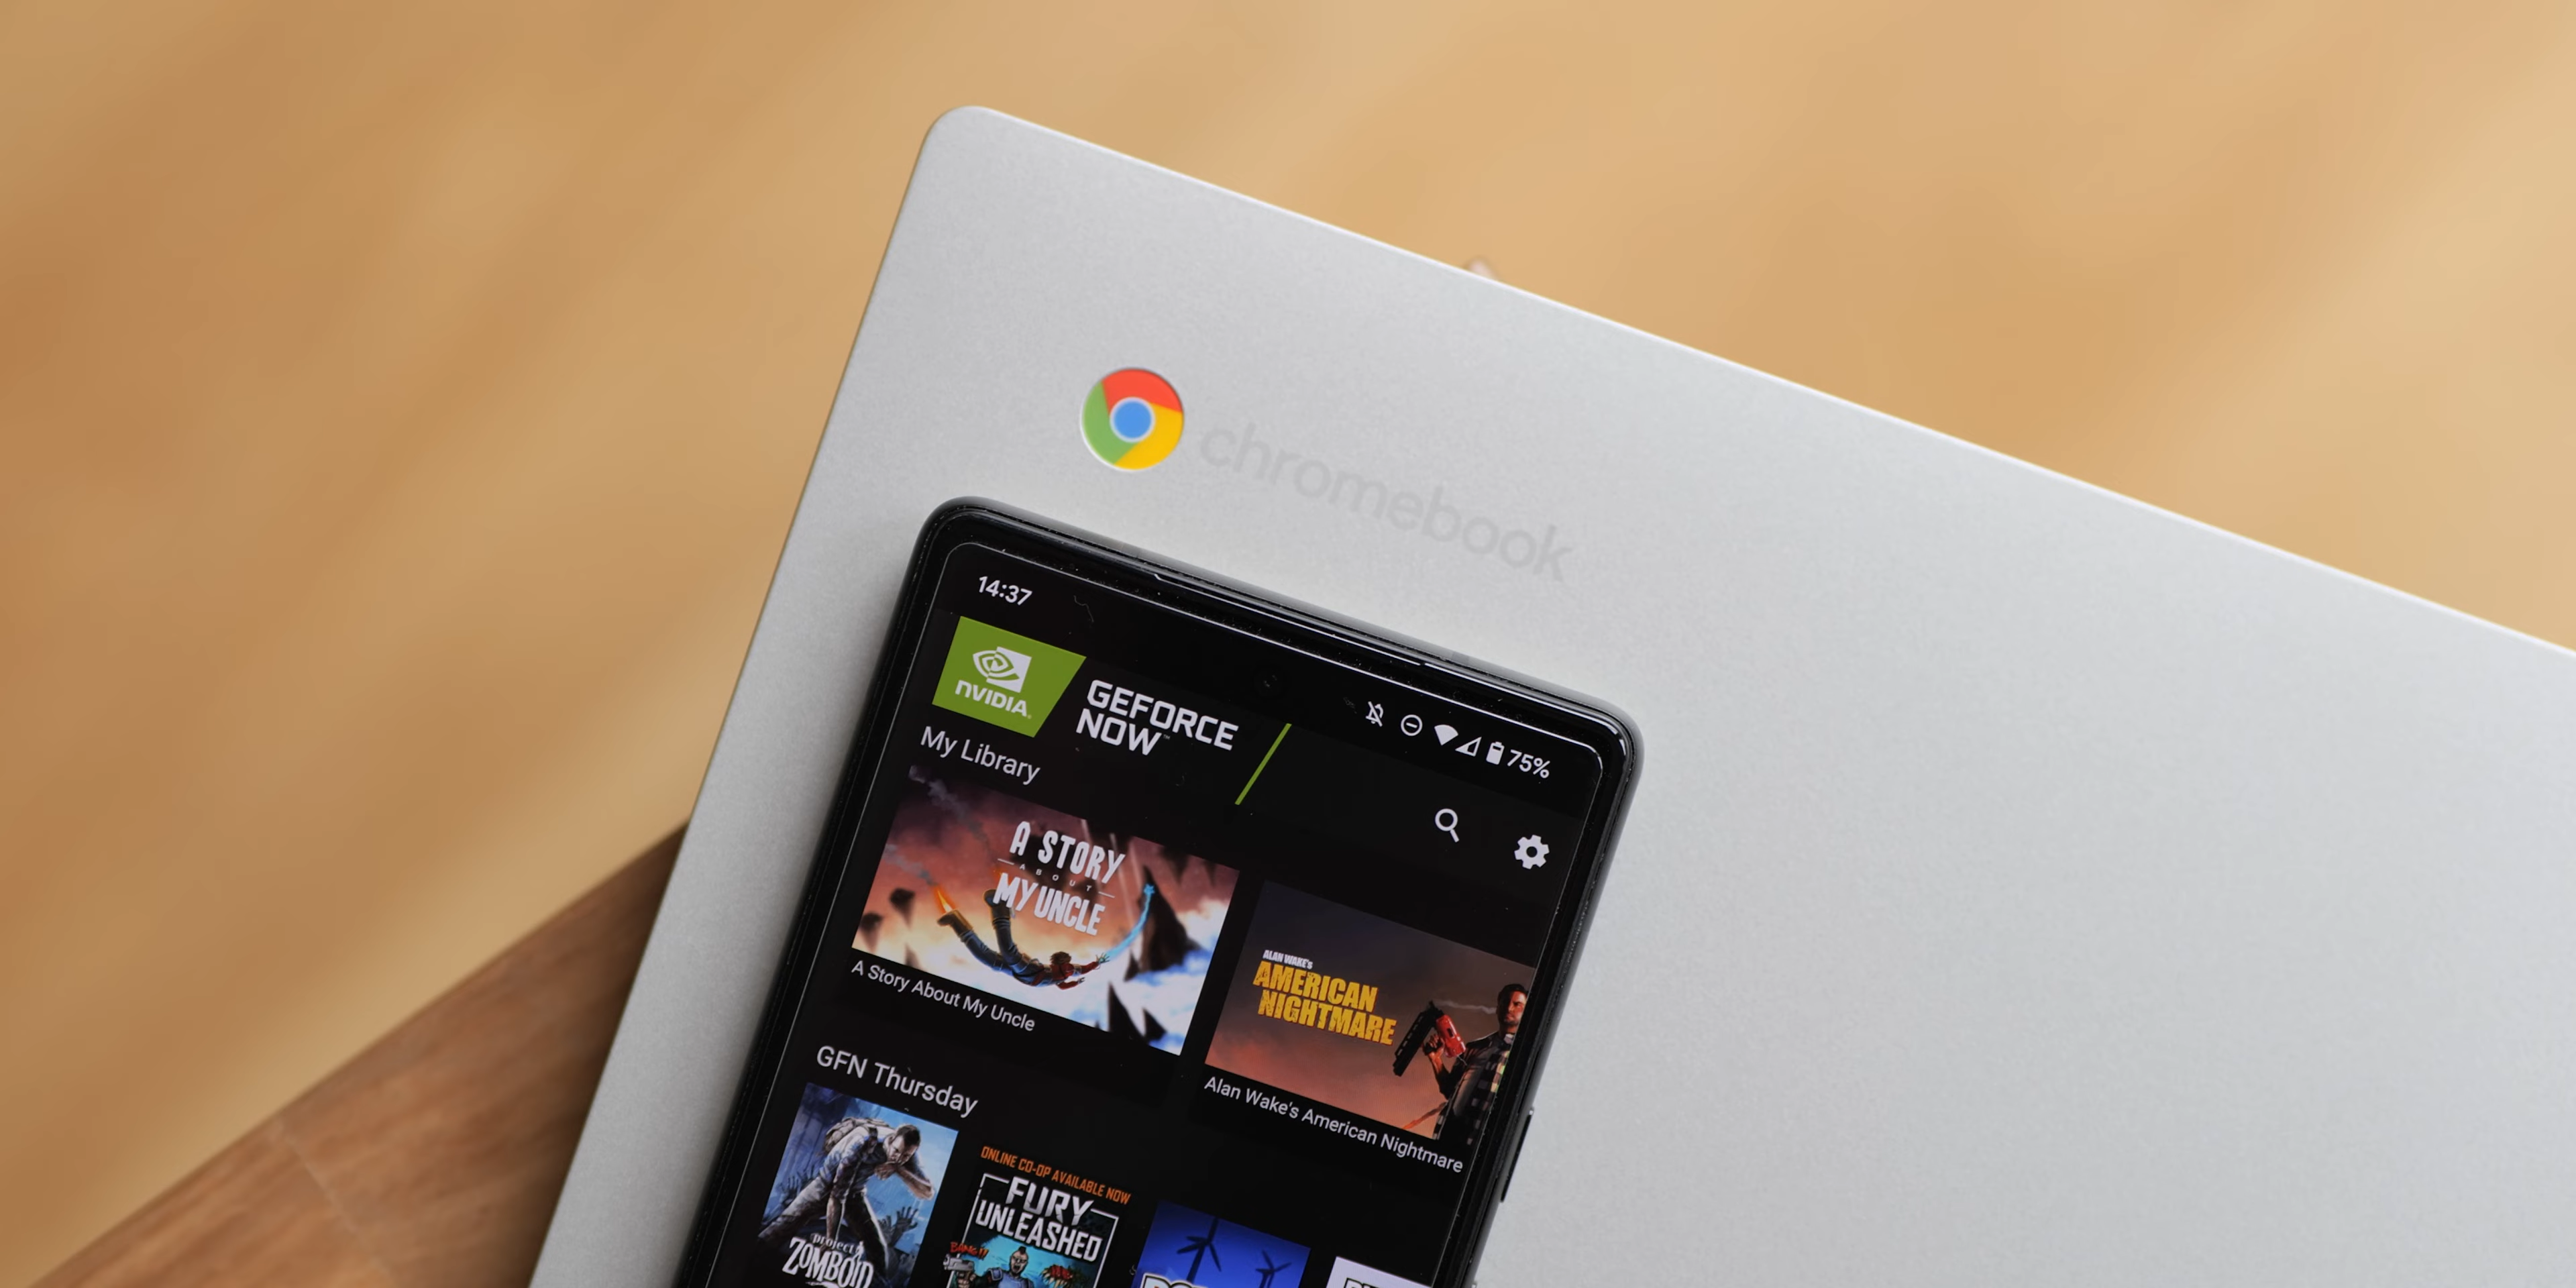 chromebook
14:37
75%
NVIDIA
GEFORCE
NOW
My Library
A STORY
ABOUT
MY UNCLE
A Story About My Uncle
ALAN WAKE'S
AMERICAN
NIGHTMARE
Alan Wake's American Nightmare
GFN Thursday
project
ZOMBOID
ONLINE CO-OP AVAILABLE NOW
FURY
UNLEASHED
BANG!!